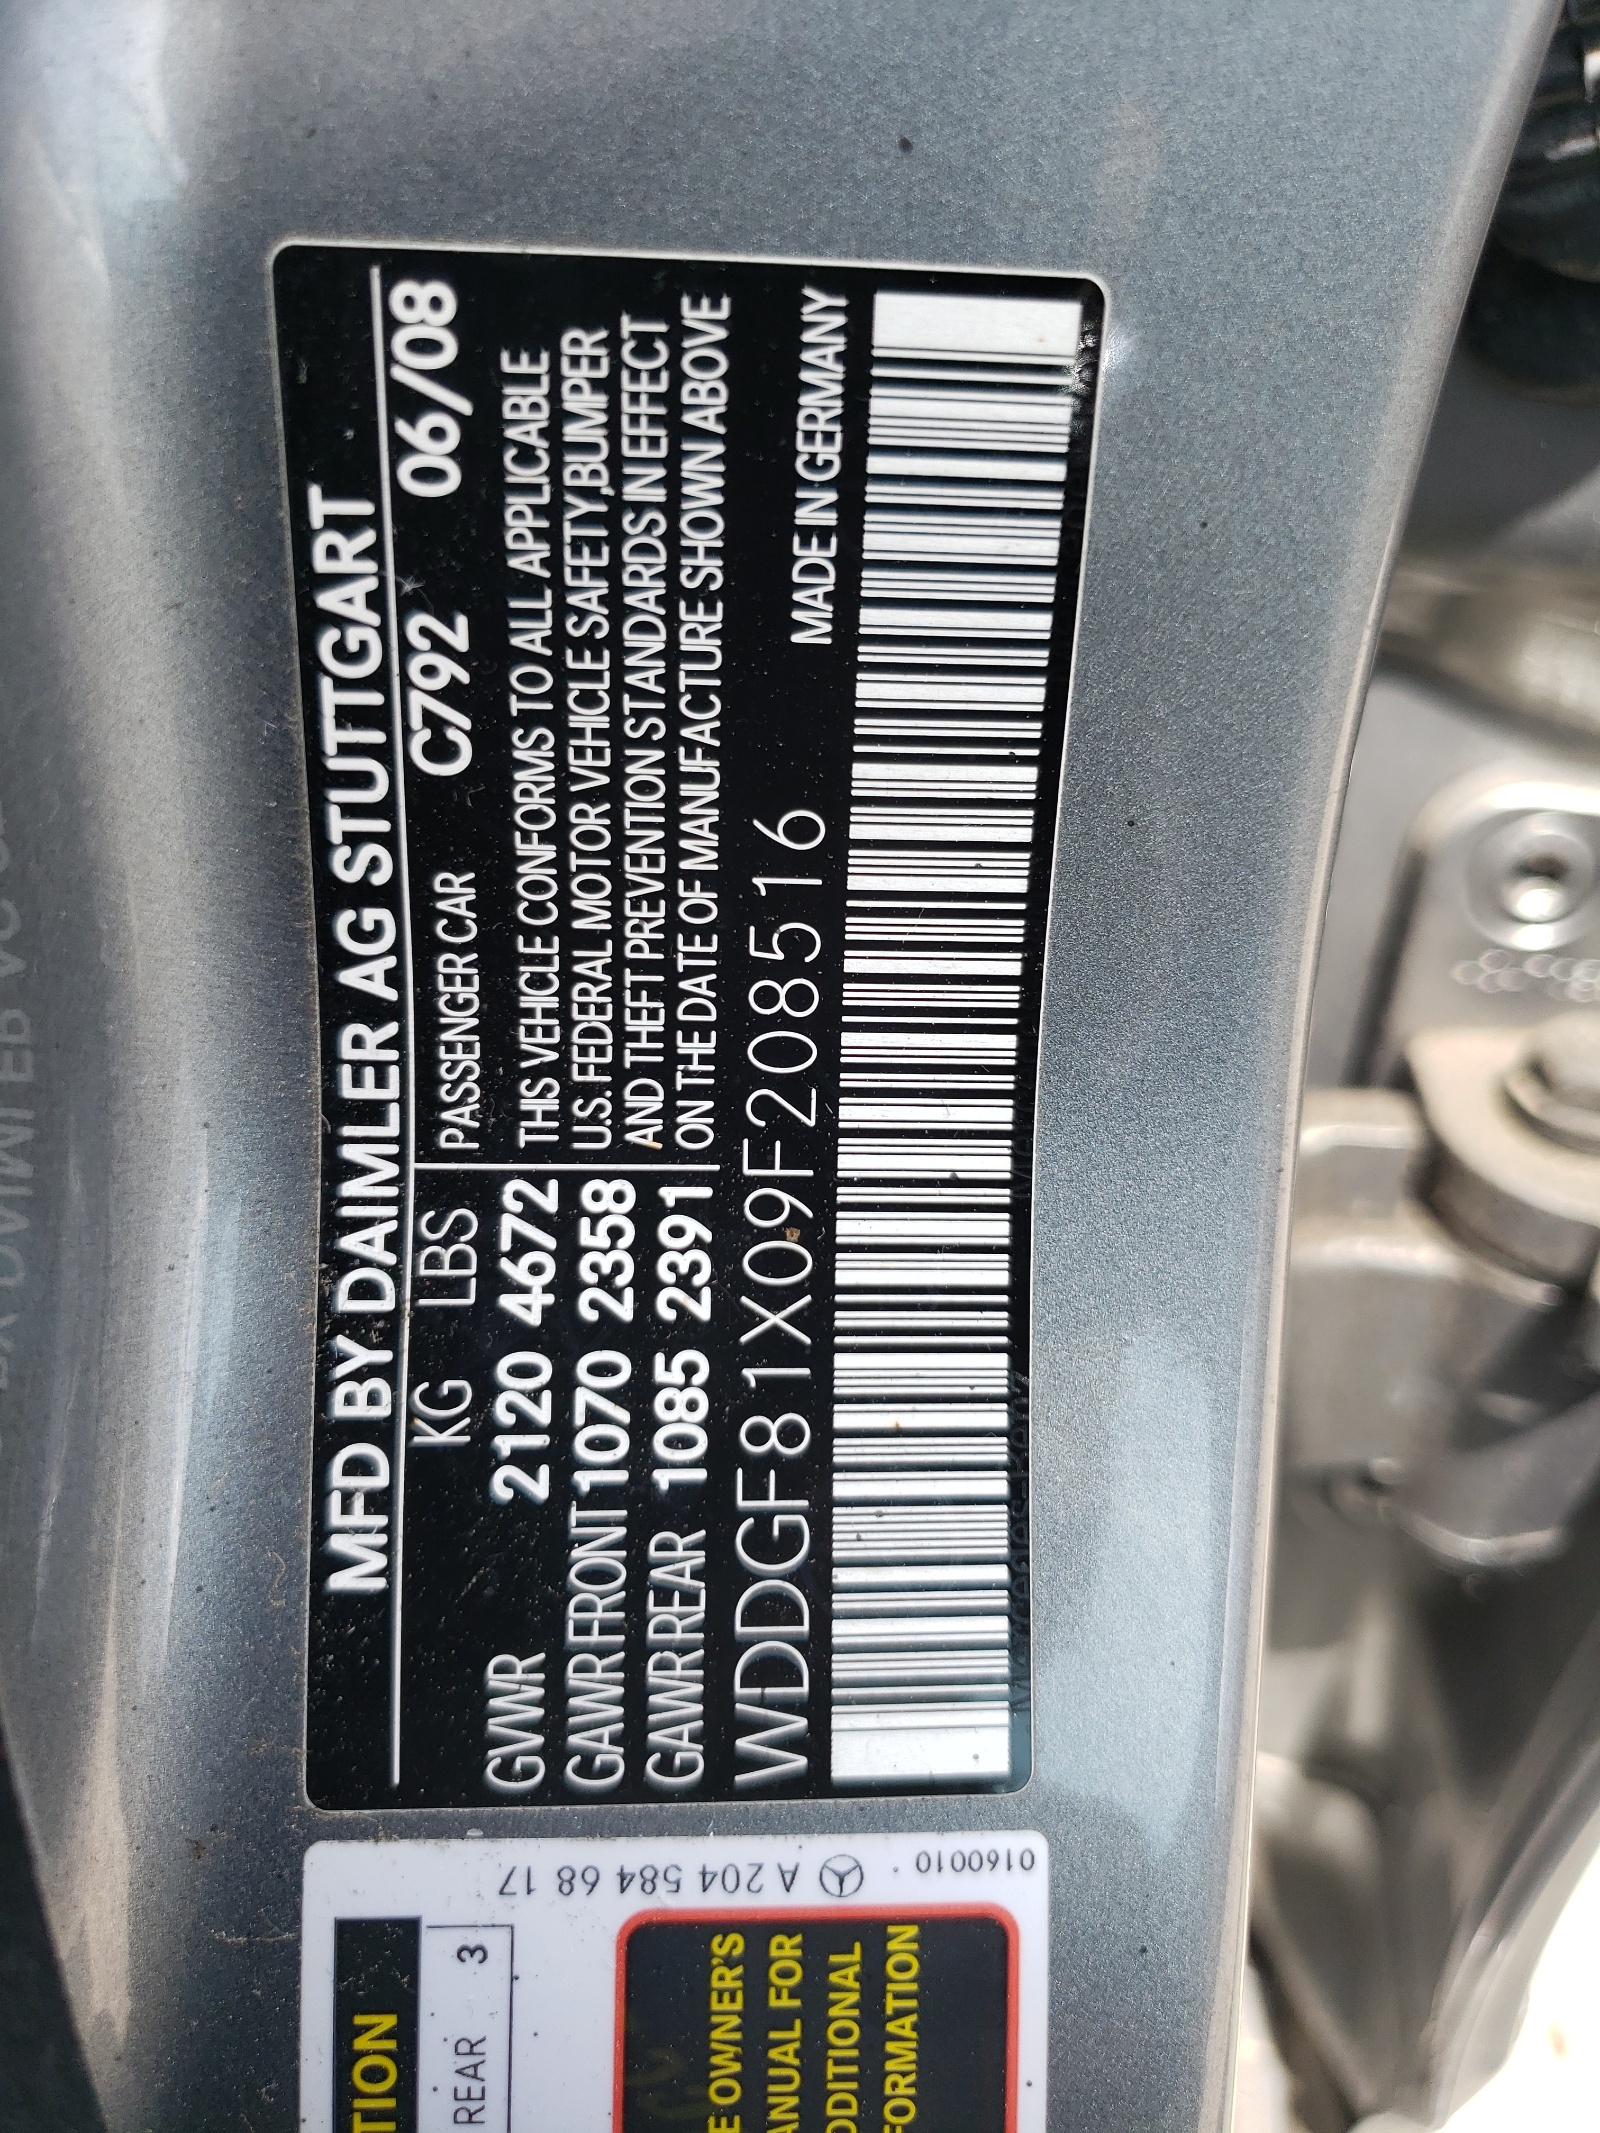 MFD BY DAIMLER AG STUTTGART
KG LBS PASSENGER CAR C792 06/08
GVWR 2120 4672 THIS VEHICLE CONFORMS TO ALL APPLICABLE
GAWR FRONT 1070 2358 U.S. FEDERAL MOTOR VEHICLE SAFETY, BUMPER
GAWR REAR 1085 2391 AND THEFT PREVENTION STANDARDS IN EFFECT
ON THE DATE OF MANUFACTURE SHOWN ABOVE
WDDGF81X09F208516 MADE IN GERMANY
A 204 584 68 17
0160010
TION
REAR 3
E OWNER'S
ANUAL FOR
DDITIONAL
FORMATION